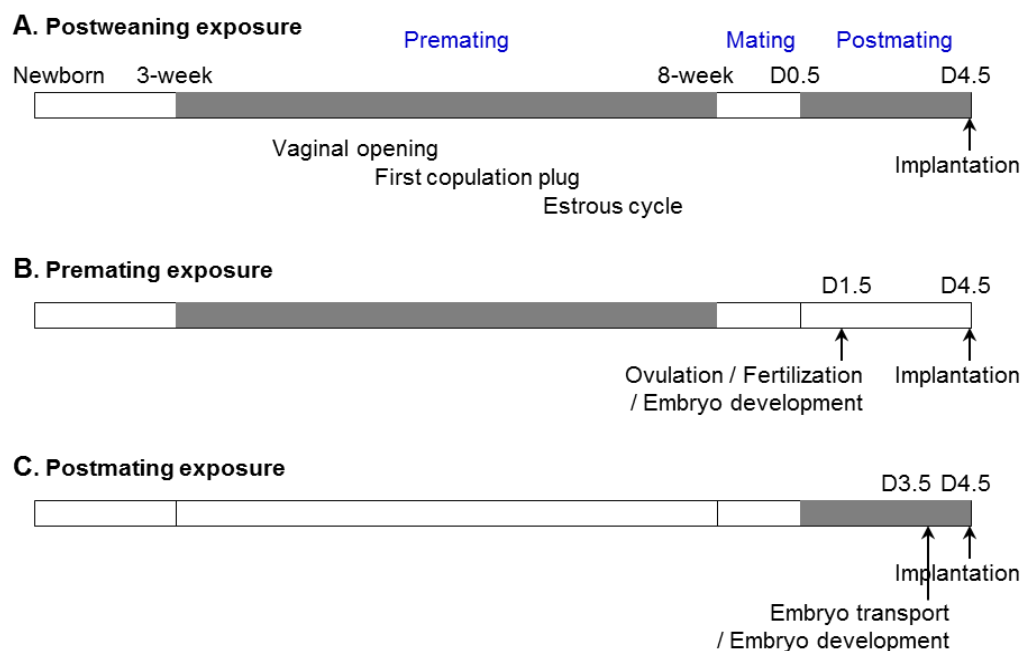 A. Postweaning exposure
Premating Mating Postmating
Newborn 3-week 8-week D0.5 D4.5
Vaginal opening
Implantation
First copulation plug
Estrous cycle
B. Premating exposure
D1.5 D4.5
Ovulation / Fertilization Implantation
/ Embryo development
C. Postmating exposure
D3.5 D4.5
Implantation
Embryo transport
/ Embryo development